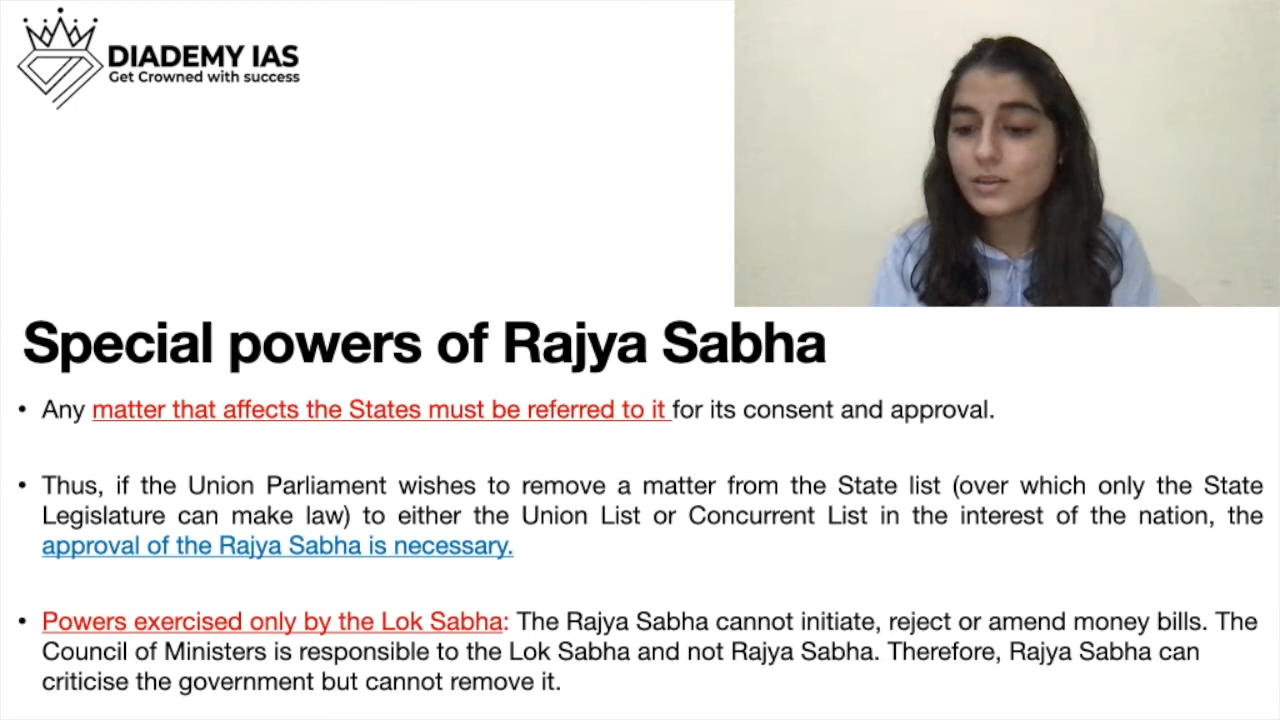 DIADEMY IAS
Get Crowned with success
Special powers of Rajya Sabha
• Any matter that affects the States must be referred to it for its consent and approval.
• Thus, if the Union Parliament wishes to remove a matter from the State list (over which only the State
Legislature can make law) to either the Union List or Concurrent List in the interest of the nation, the
approval of the Rajya Sabha is necessary.
• Powers exercised only by the Lok Sabha: The Rajya Sabha cannot initiate, reject or amend money bills. The
Council of Ministers is responsible to the Lok Sabha and not Rajya Sabha. Therefore, Rajya Sabha can
criticise the government but cannot remove it.